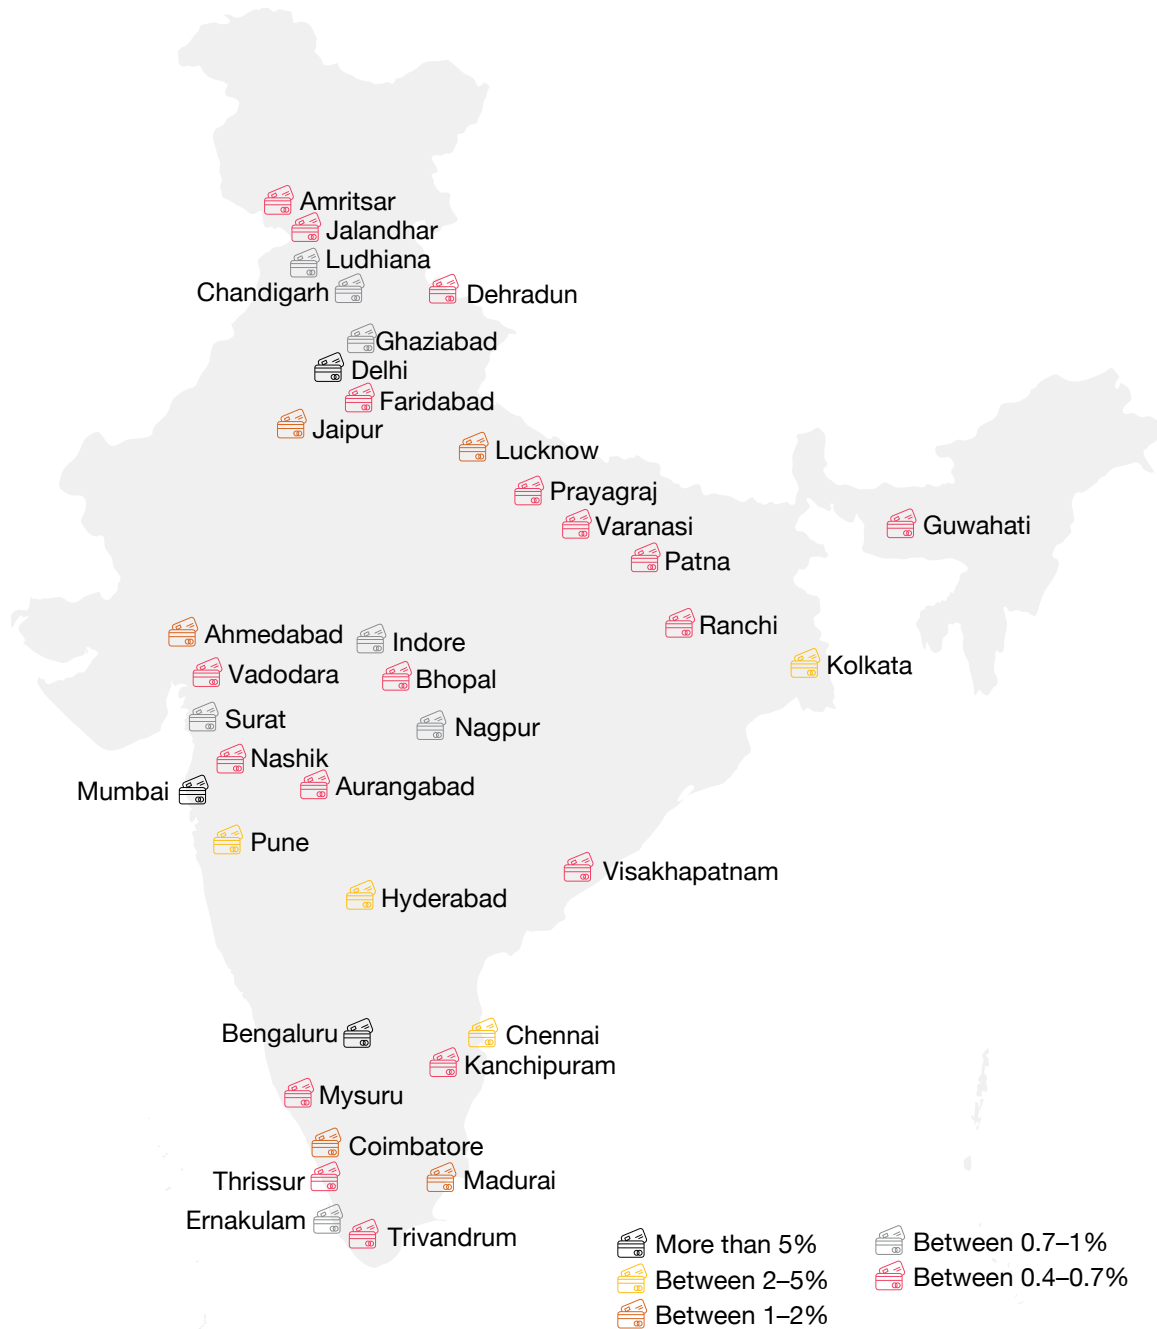 Amritsar
Jalandhar
Ludhiana
Chandigarh
Dehradun
Ghaziabad
Delhi
Faridabad
Jaipur
Lucknow
Prayagraj
Varanasi
Guwahati
Patna
Ranchi
Ahmedabad
Indore
Kolkata
Vadodara
Bhopal
Surat
Nagpur
Nashik
Aurangabad
Mumbai
Pune
Visakhapatnam
Hyderabad
Bengaluru
Chennai
Kanchipuram
Mysuru
Coimbatore
Thrissur
Madurai
Ernakulam
Trivandrum
More than 5%
Between 2–5%
Between 1–2%
Between 0.7–1%
Between 0.4–0.7%